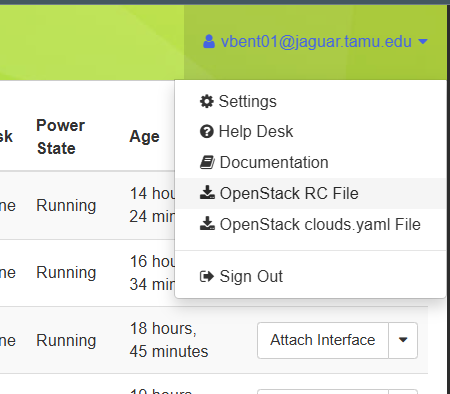 vbent01@jaguar.tamu.edu
Settings
Help Desk
Documentation
OpenStack RC File
OpenStack clouds.yaml File
Sign Out
sk Power State Age
ne Running 14 hou
24 min
ne Running 16 hou
34 min
ne Running 18 hours,
45 minutes Attach Interface